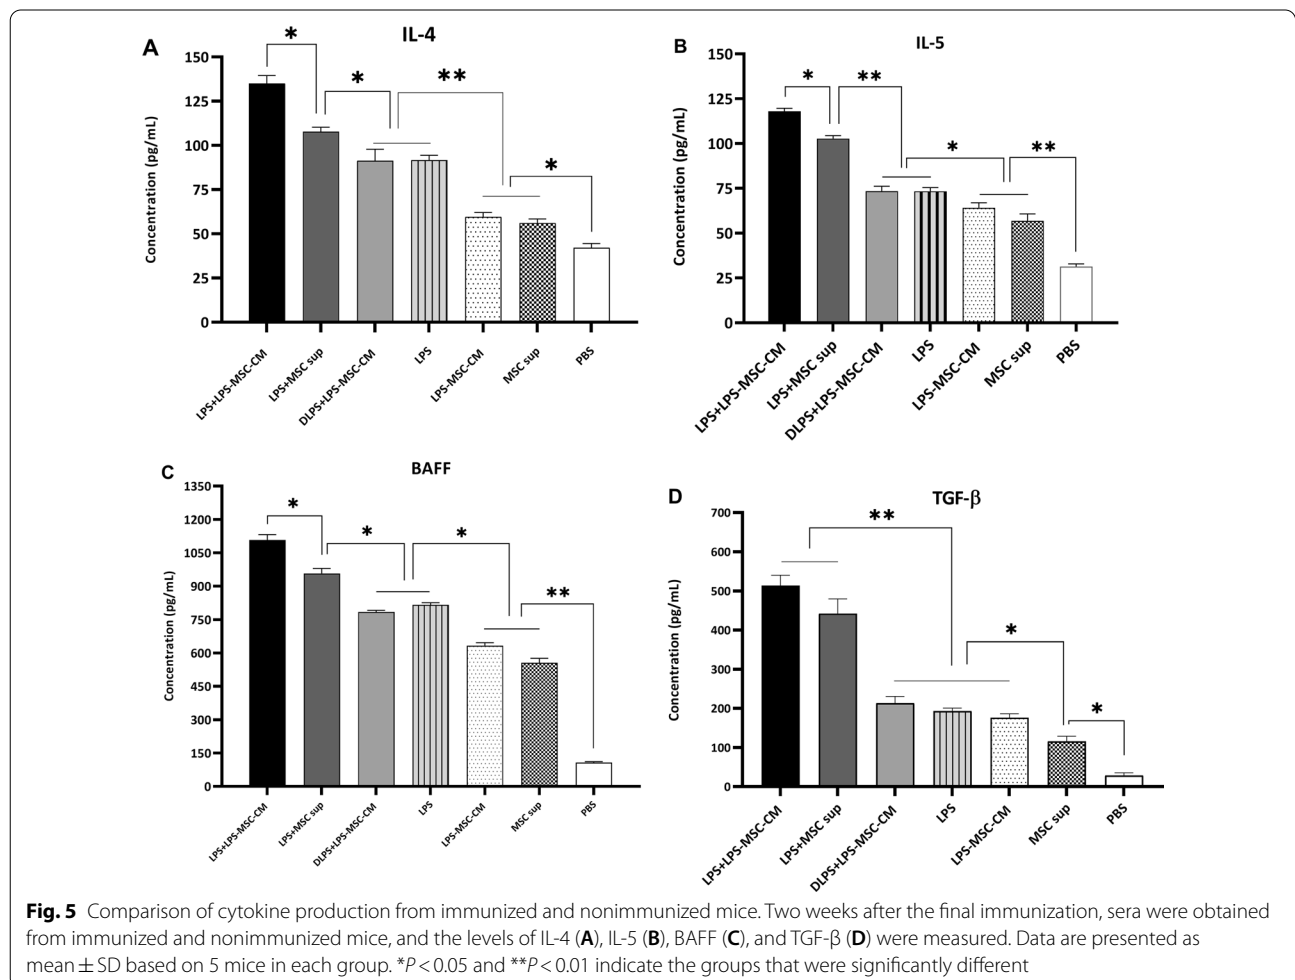 A
IL-4
*
*
**
*
Concentration (pg/mL)
150
125
100
75
50
25
0
LPS+LPS-MSC-CM
LPS+MSC sup
DLPS+LPS-MSC-CM
LPS
LPS-MSC-CM
MSC sup
PBS
B
IL-5
*
**
*
**
Concentration (pg/mL)
150
125
100
75
50
25
0
LPS+LPS-MSC-CM
LPS+MSC sup
DLPS+LPS-MSC-CM
LPS
LPS-MSC-CM
MSC sup
PBS
C
BAFF
*
*
*
**
Concentration (pg/mL)
1350
1200
1050
900
750
600
450
300
150
0
LPS+LPS-MSC-CM
LPS+MSC sup
DLPS+LPS-MSC-CM
LPS
LPS-MSC-CM
MSC sup
PBS
D
TGF-β
**
*
*
Concentration (pg/mL)
700
600
500
400
300
200
100
0
LPS+LPS-MSC-CM
LPS+MSC sup
DLPS+LPS-MSC-CM
LPS
LPS-MSC-CM
MSC sup
PBS
Fig. 5 Comparison of cytokine production from immunized and nonimmunized mice. Two weeks after the final immunization, sera were obtained
from immunized and nonimmunized mice, and the levels of IL-4 (A), IL-5 (B), BAFF (C), and TGF-β (D) were measured. Data are presented as
mean ± SD based on 5 mice in each group. *P < 0.05 and **P < 0.01 indicate the groups that were significantly different